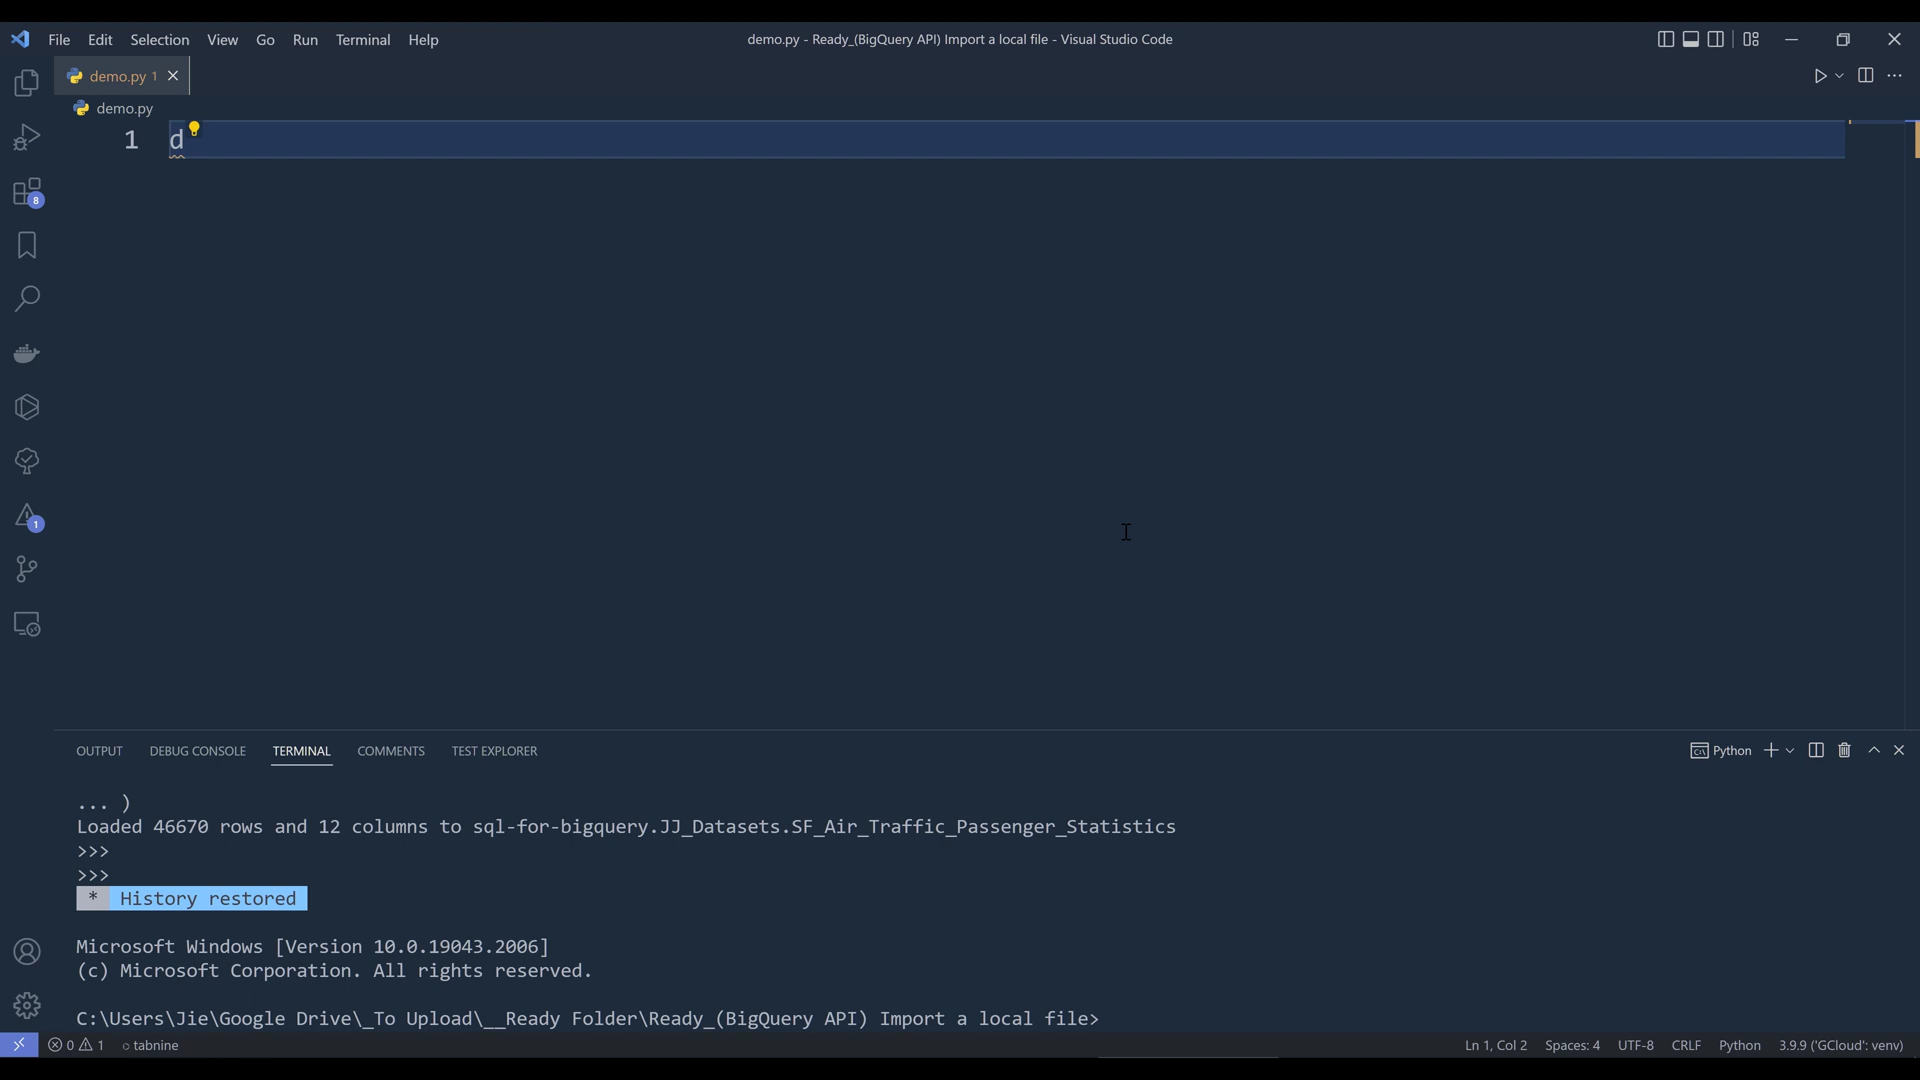 File Edit Selection View Go Run Terminal Help
demo.py - Ready_(BigQuery API) Import a local file - Visual Studio Code
demo.py 1
demo.py
1 d
8
1
OUTPUT DEBUG CONSOLE TERMINAL COMMENTS TEST EXPLORER
Python
... )
Loaded 46670 rows and 12 columns to sql-for-bigquery.JJ_Datasets.SF_Air_Traffic_Passenger_Statistics
>>>
>>>
* History restored
Microsoft Windows [Version 10.0.19043.2006]
(c) Microsoft Corporation. All rights reserved.
C:\Users\Jie\Google Drive\_To Upload\__Ready Folder\Ready_(BigQuery API) Import a local file>
0 1 tabnine Ln 1, Col 2 Spaces: 4 UTF-8 CRLF Python 3.9.9 ('GCloud': venv)